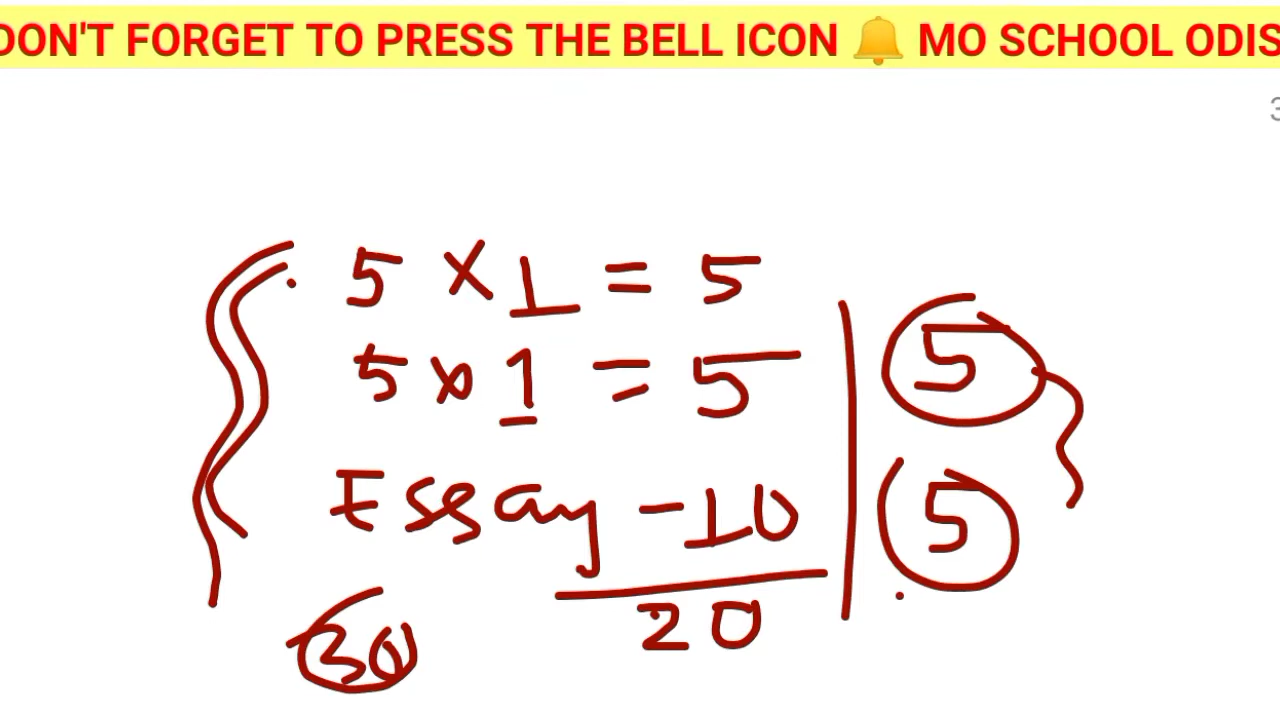 DON'T FORGET TO PRESS THE BELL ICON 🔔 MO SCHOOL ODIS
3
5 × 1 = 5
5 × 1 = 5
5
Essay - 10
5
20
30